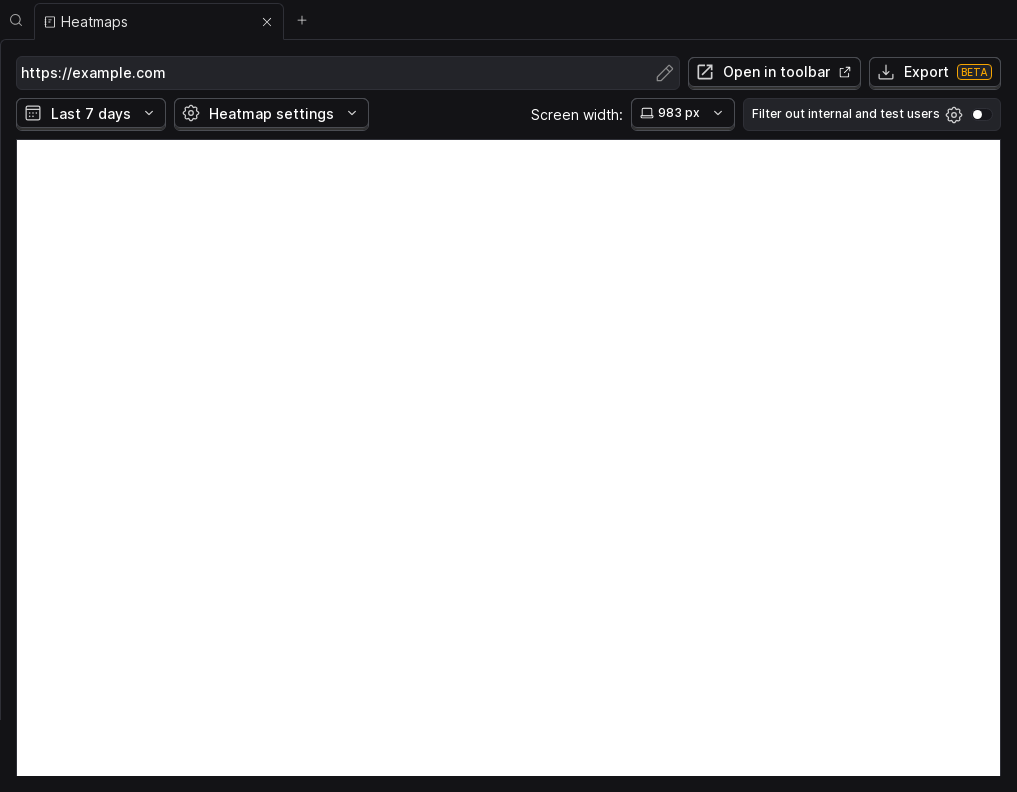 Heatmaps
https://example.com
Open in toolbar
Export BETA
Last 7 days
Heatmap settings
Screen width:
983 px
Filter out internal and test users